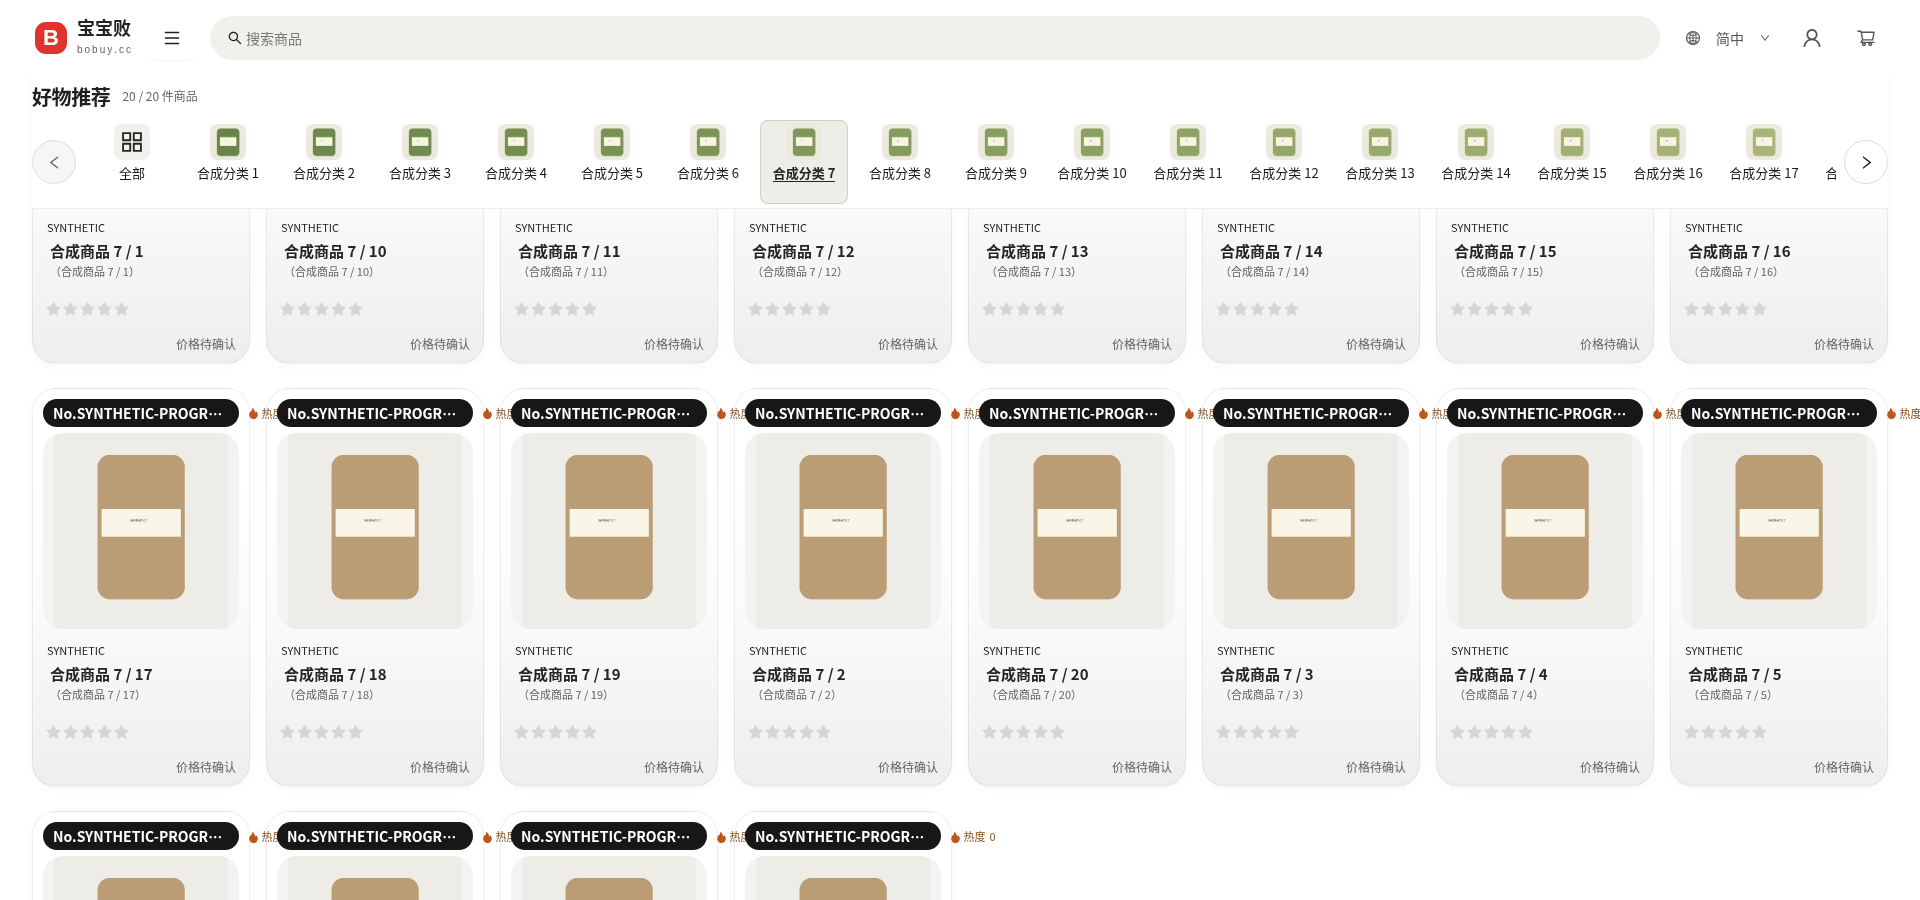 B 宝宝败
bobuy.cc
搜索商品
简中
好物推荐 20 / 20 件商品
全部 合成分类 1 合成分类 2 合成分类 3 合成分类 4 合成分类 5 合成分类 6 合成分类 7 合成分类 8 合成分类 9 合成分类 10 合成分类 11 合成分类 12 合成分类 13 合成分类 14 合成分类 15 合成分类 16 合成分类 17 合
SYNTHETIC SYNTHETIC SYNTHETIC SYNTHETIC SYNTHETIC SYNTHETIC SYNTHETIC SYNTHETIC
合成商品 7 / 1 合成商品 7 / 10 合成商品 7 / 11 合成商品 7 / 12 合成商品 7 / 13 合成商品 7 / 14 合成商品 7 / 15 合成商品 7 / 16
（合成商品 7 / 1） （合成商品 7 / 10） （合成商品 7 / 11） （合成商品 7 / 12） （合成商品 7 / 13） （合成商品 7 / 14） （合成商品 7 / 15） （合成商品 7 / 16）
价格待确认 价格待确认 价格待确认 价格待确认 价格待确认 价格待确认 价格待确认 价格待确认
No.SYNTHETIC-PROGR… 热度 No.SYNTHETIC-PROGR… 热度 No.SYNTHETIC-PROGR… 热度 No.SYNTHETIC-PROGR… 热度 No.SYNTHETIC-PROGR… 热度 No.SYNTHETIC-PROGR… 热度 No.SYNTHETIC-PROGR… 热度 No.SYNTHETIC-PROGR… 热度
SYNTHETIC SYNTHETIC SYNTHETIC SYNTHETIC SYNTHETIC SYNTHETIC SYNTHETIC SYNTHETIC
合成商品 7 / 17 合成商品 7 / 18 合成商品 7 / 19 合成商品 7 / 2 合成商品 7 / 20 合成商品 7 / 3 合成商品 7 / 4 合成商品 7 / 5
（合成商品 7 / 17） （合成商品 7 / 18） （合成商品 7 / 19） （合成商品 7 / 2） （合成商品 7 / 20） （合成商品 7 / 3） （合成商品 7 / 4） （合成商品 7 / 5）
价格待确认 价格待确认 价格待确认 价格待确认 价格待确认 价格待确认 价格待确认 价格待确认
No.SYNTHETIC-PROGR… 热度 No.SYNTHETIC-PROGR… 热度 No.SYNTHETIC-PROGR… 热度 No.SYNTHETIC-PROGR… 热度 0